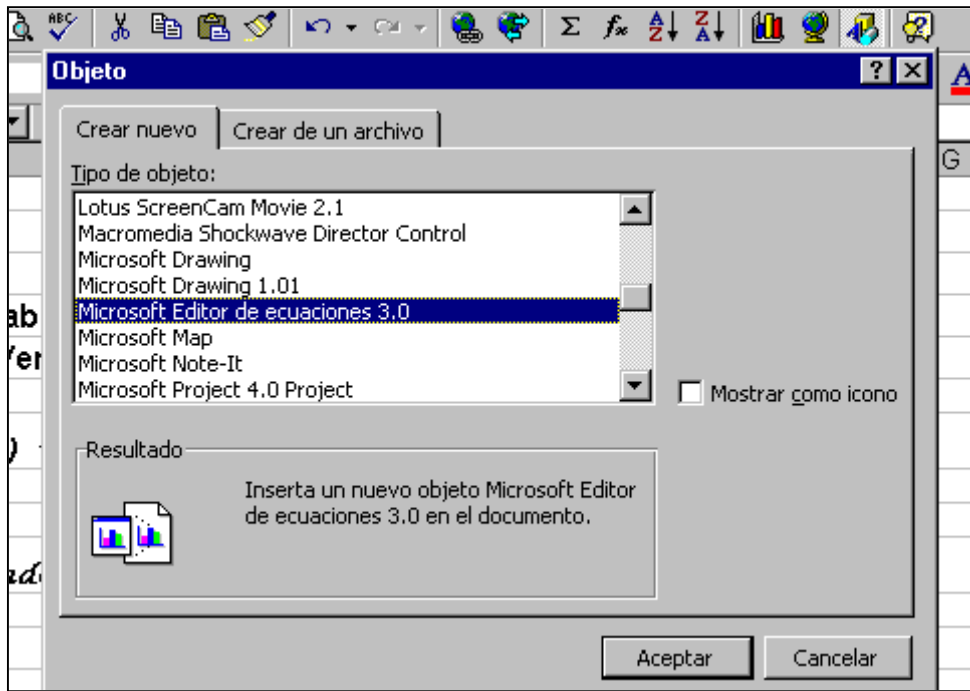 ABC
Σ fx A Z Z A
Objeto
A
Crear nuevo Crear de un archivo
G
Tipo de objeto:
Lotus ScreenCam Movie 2.1
Macromedia Shockwave Director Control
Microsoft Drawing
Microsoft Drawing 1.01
Microsoft Editor de ecuaciones 3.0
Microsoft Map
Microsoft Note-It
Microsoft Project 4.0 Project
Mostrar como icono
Resultado
Inserta un nuevo objeto Microsoft Editor
de ecuaciones 3.0 en el documento.
Aceptar Cancelar